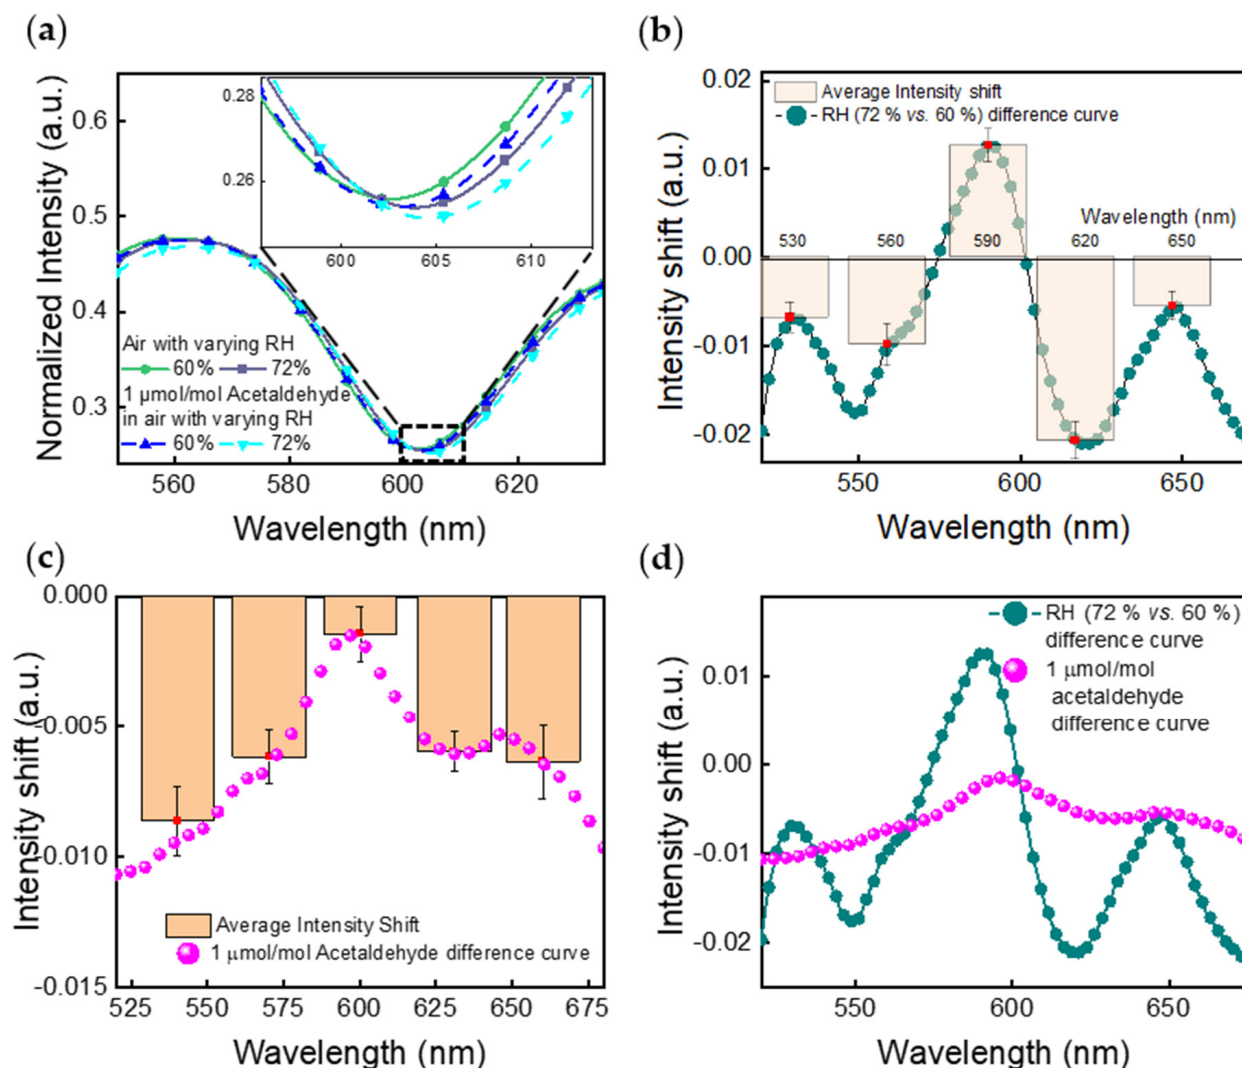 (a)
Normalized Intensity (a.u.)
0.6
0.5
0.4
0.3
0.28
0.26
600 605 610
Air with varying RH
60% 72%
1 μmol/mol Acetaldehyde
in air with varying RH
60% 72%
560 580 600 620
Wavelength (nm)
(b)
Intensity shift (a.u.)
0.02
0.01
0.00
-0.01
-0.02
Average Intensity shift
RH (72 % vs. 60 %) difference curve
Wavelength (nm)
530 560 590 620 650
550 600 650
Wavelength (nm)
(c)
Intensity shift (a.u.)
0.000
-0.005
-0.010
-0.015
Average Intensity Shift
1 μmol/mol Acetaldehyde difference curve
525 550 575 600 625 650 675
Wavelength (nm)
(d)
Intensity shift (a.u.)
0.01
0.00
-0.01
-0.02
RH (72 % vs. 60 %)
difference curve
1 μmol/mol
acetaldehyde
difference curve
550 600 650
Wavelength (nm)